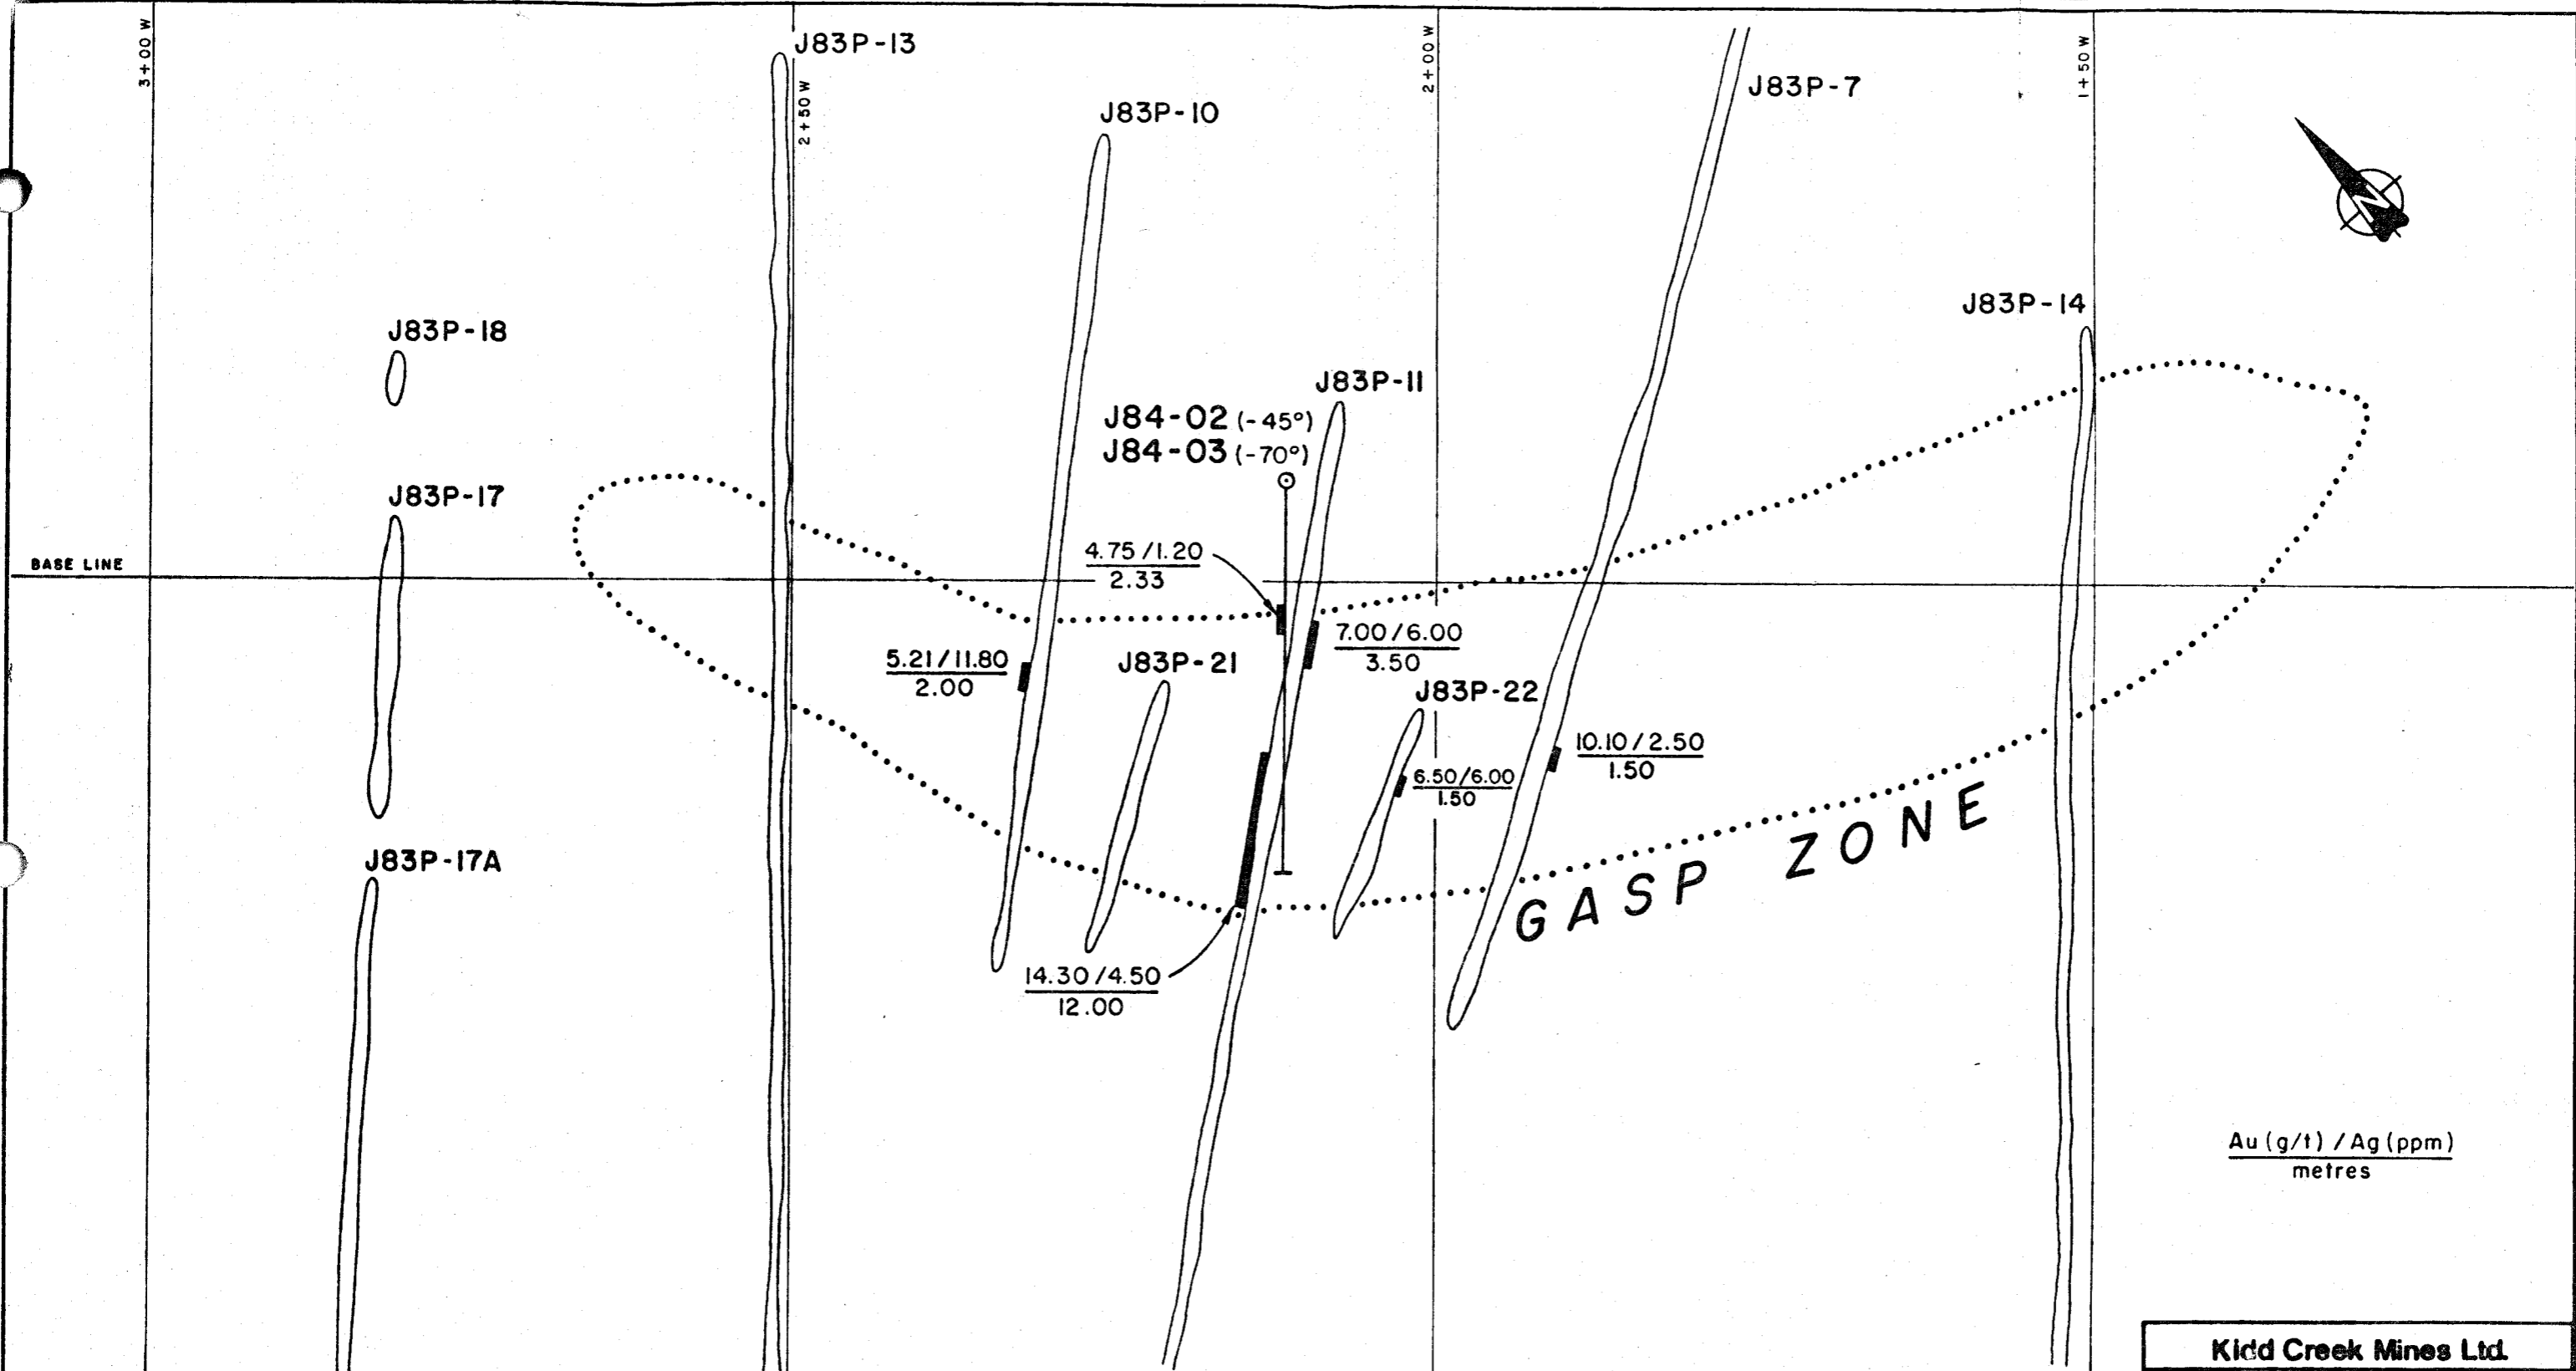 3+00 W
2+50 W
2+00 W
1+50 W
J83P-13
J83P-10
J83P-7
J83P-14
J83P-18
J83P-11
J84-02 (-45°)
J84-03 (-70°)
J83P-17
BASE LINE
4.75/1.20
2.33
7.00/6.00
3.50
5.21/11.80
2.00
J83P-21
J83P-22
10.10/2.50
1.50
6.50/6.00
1.50
J83P-17A
GASP ZONE
14.30/4.50
12.00
Au (g/t) / Ag (ppm)
metres
Kidd Creek Mines Ltd.